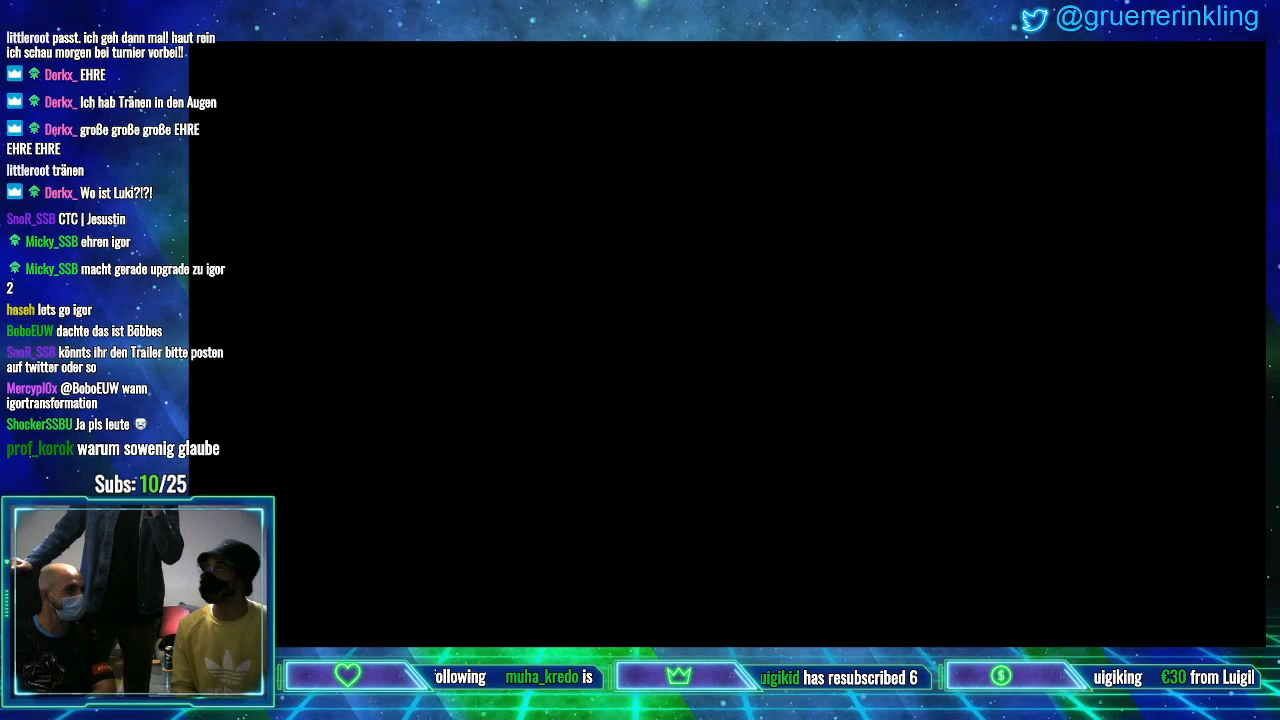 @gruenerinkling
littleroot passt. ich geh dann mal! haut rein
ich schau morgen bei turnier vorbei!!
Derkx_ EHRE
Derkx_ Ich hab Tränen in den Augen
Derkx_ große große große EHRE
EHRE EHRE
littleroot tränen
Derkx_ Wo ist Luki?!?!
SnoR_SSB CTC | Jesustin
Micky_SSB ehren igor
Micky_SSB macht gerade upgrade zu igor
2
haseh lets go igor
BoboEUW dachte das ist Böbbes
SnoR_SSB könnts ihr den Trailer bitte posten
auf twitter oder so
Mercypl0x @BoboEUW wann
igortransformation
ShockerSSBU Ja pls leute
prof_korok warum sowenig glaube
Subs: 10/25
ollowing muha_kredo is
uigikid has resubscribed 6
uigiking €30 from Luigil